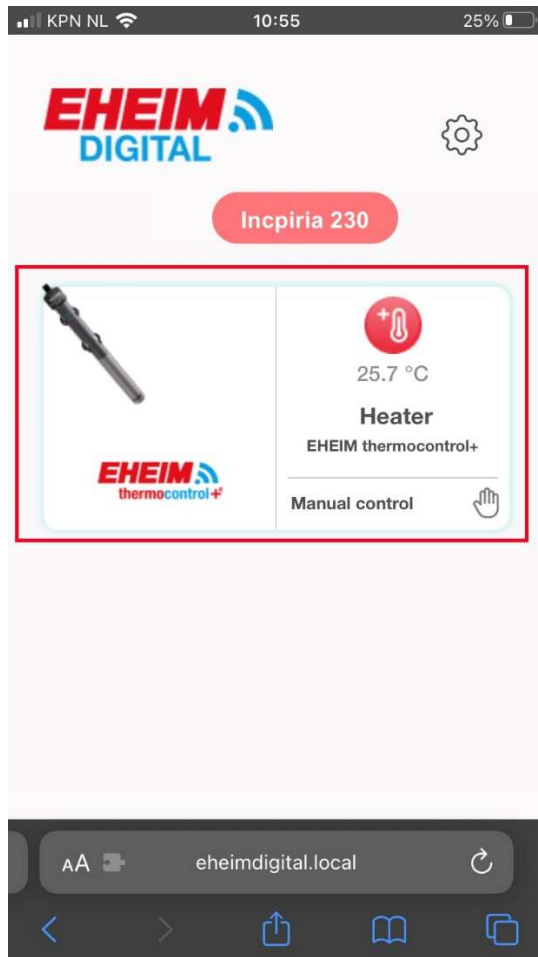 KPN NL 10:55 25%
EHEIM
DIGITAL
Incpiria 230
25.7 °C
Heater
EHEIM thermocontrol+
EHEIM
thermocontrol+e
Manual control
AA eheimdigital.local